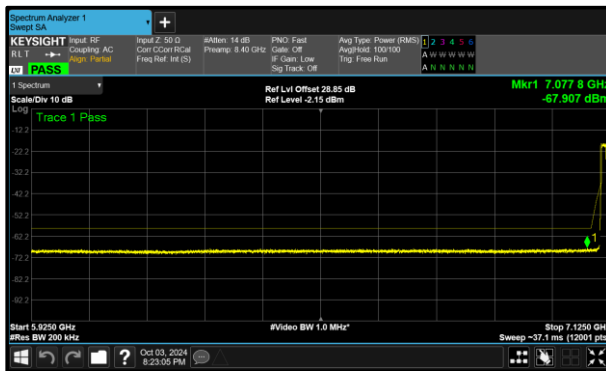 Spectrum Analyzer 1
Swept SA
KEYSIGHT Input: RF Input Z: 50 Ω #Atten: 14 dB PNO: Fast Avg Type: Power (RMS) 1 2 3 4 5 6
RLT Coupling: AC Corr CCorr RCal Preamp: 8.40 GHz Gate: Off Avg|Hold: 100/100 A W W W W W
Align: Partial Freq Ref: Int (S) IF Gain: Low Trig: Free Run
PASS Sig Track: Off A N N N N N
1 Spectrum Ref Lvl Offset 28.85 dB Mkr1 7.077 8 GHz
Scale/Div 10 dB Ref Level -2.15 dBm -67.907 dBm
Log Trace 1 Pass
-12.2
-22.2
-32.2
-42.2
-52.2
-62.2
1
-72.2
-82.2
-92.2
Start 5.9250 GHz #Video BW 1.0 MHz* Stop 7.1250 GHz
#Res BW 200 kHz Sweep ~37.1 ms (12001 pts)
? Oct 03, 2024
8:23:05 PM